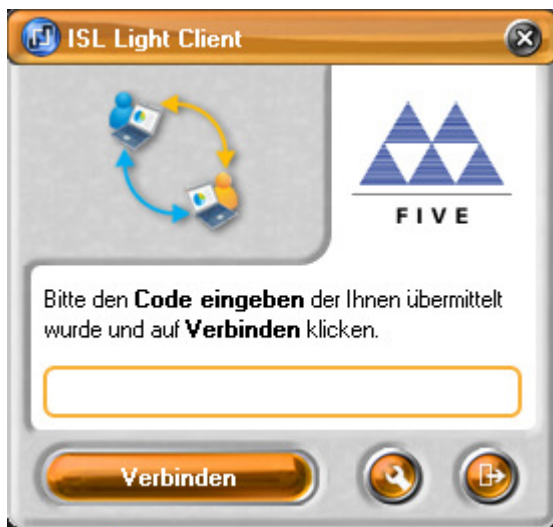 ISL Light Client
FIVE
Bitte den Code eingeben der Ihnen übermittelt
wurde und auf Verbinden klicken.
Verbinden